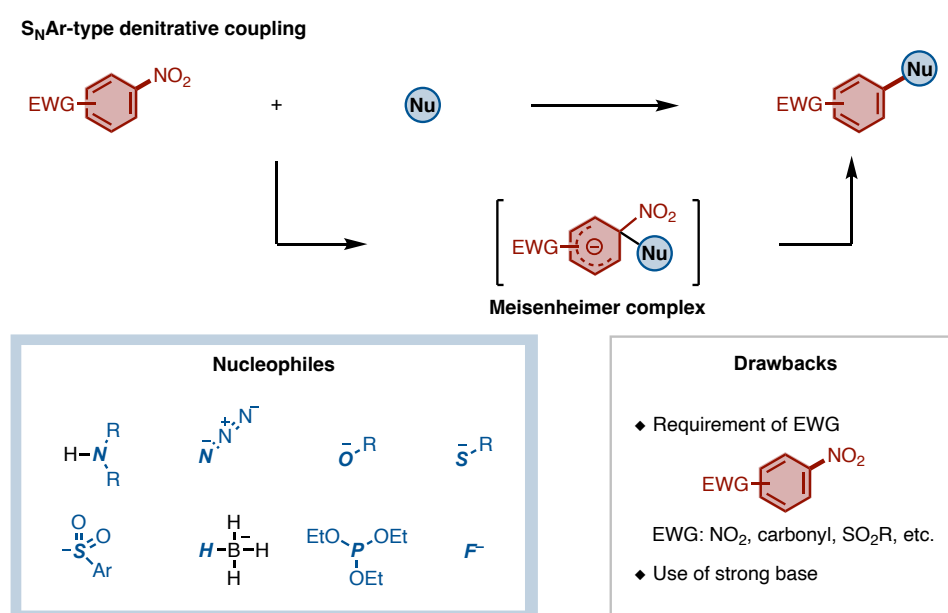 S_NAr-type denitrative coupling
EWG NO₂ + Nu EWG Nu
EWG NO₂ Nu −
Meisenheimer complex
Nucleophiles
H–N R R
N− N+ N−
O− R
S− R
−S O O Ar
H–B− H H H
EtO P OEt OEt
F−
Drawbacks
◆ Requirement of EWG
EWG NO₂
EWG: NO₂, carbonyl, SO₂R, etc.
◆ Use of strong base